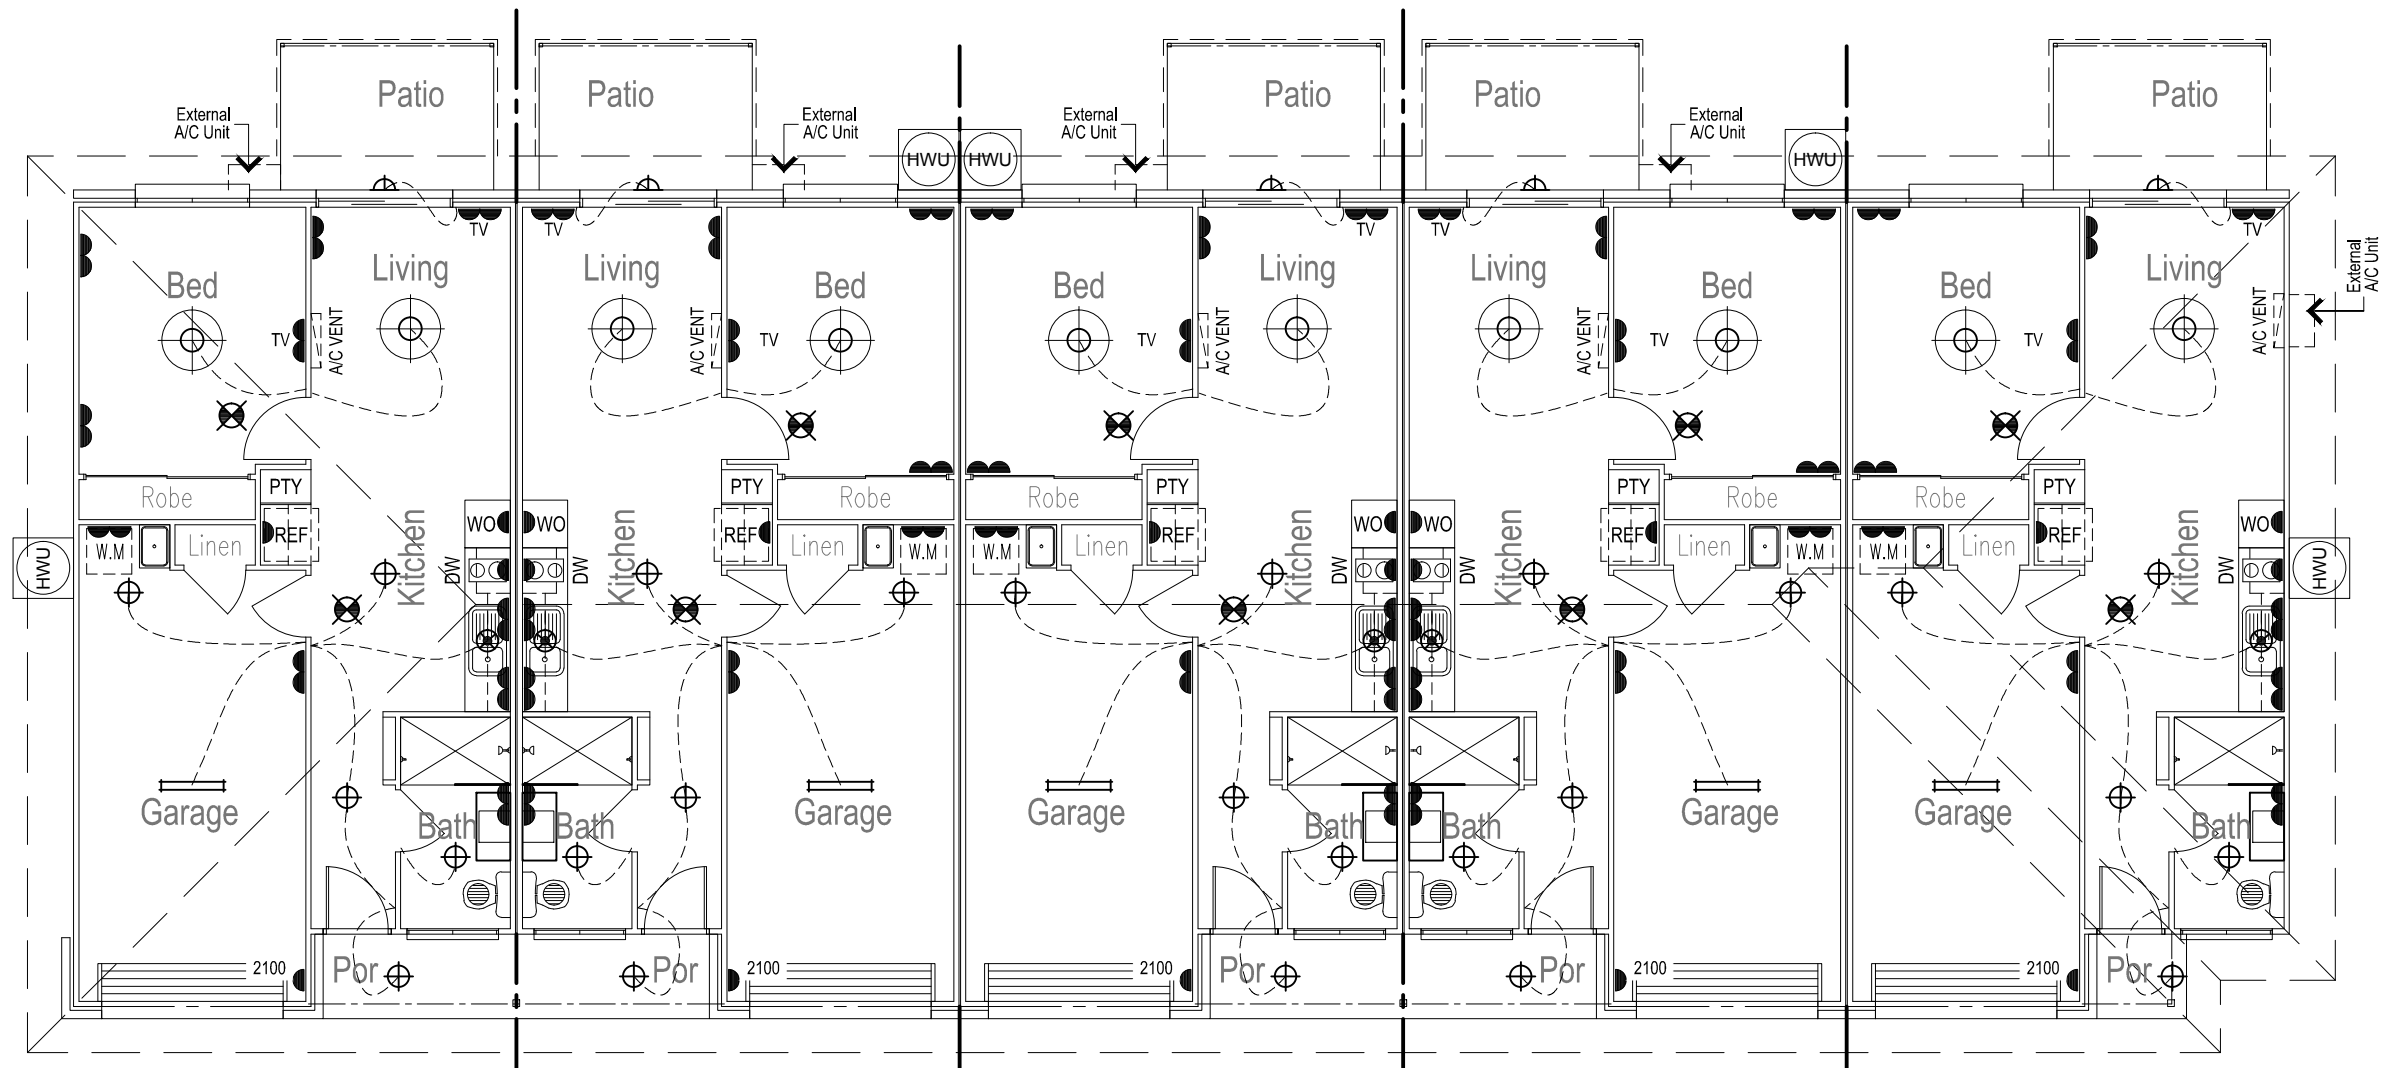 Patio
Patio
Patio
Patio
Patio
External
A/C Unit
External
A/C Unit
External
A/C Unit
External
A/C Unit
HWU
HWU
HWU
TV
TV
TV
TV
TV
Bed
Living
Living
Bed
Bed
Living
Living
Bed
Bed
Living
External
A/C Unit
TV
A/C VENT
A/C VENT
TV
TV
A/C VENT
A/C VENT
TV
TV
A/C VENT
Robe
PTY
PTY
Robe
Robe
PTY
PTY
Robe
Robe
PTY
WO
WO
WO
WO
WO
HWU
W.M
Linen
REF
Kitchen
DW
DW
Kitchen
REF
Linen
W.M
W.M
Linen
REF
Kitchen
DW
DW
Kitchen
REF
Linen
W.M
W.M
Linen
REF
Kitchen
DW
HWU
Garage
Bath
Bath
Garage
Garage
Bath
Bath
Garage
Garage
Bath
2100
Por
Por
2100
2100
Por
Por
2100
2100
Por